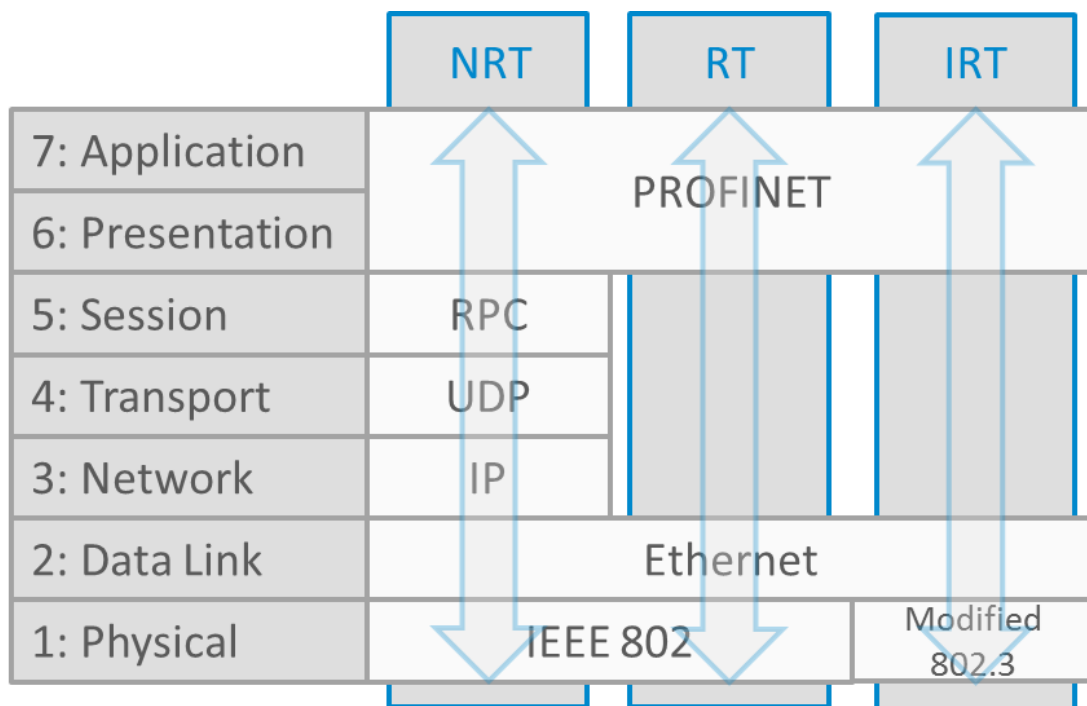 NRT RT IRT
7: Application
PROFINET
6: Presentation
5: Session RPC
4: Transport UDP
3: Network IP
2: Data Link Ethernet
1: Physical IEEE 802 Modified
802.3